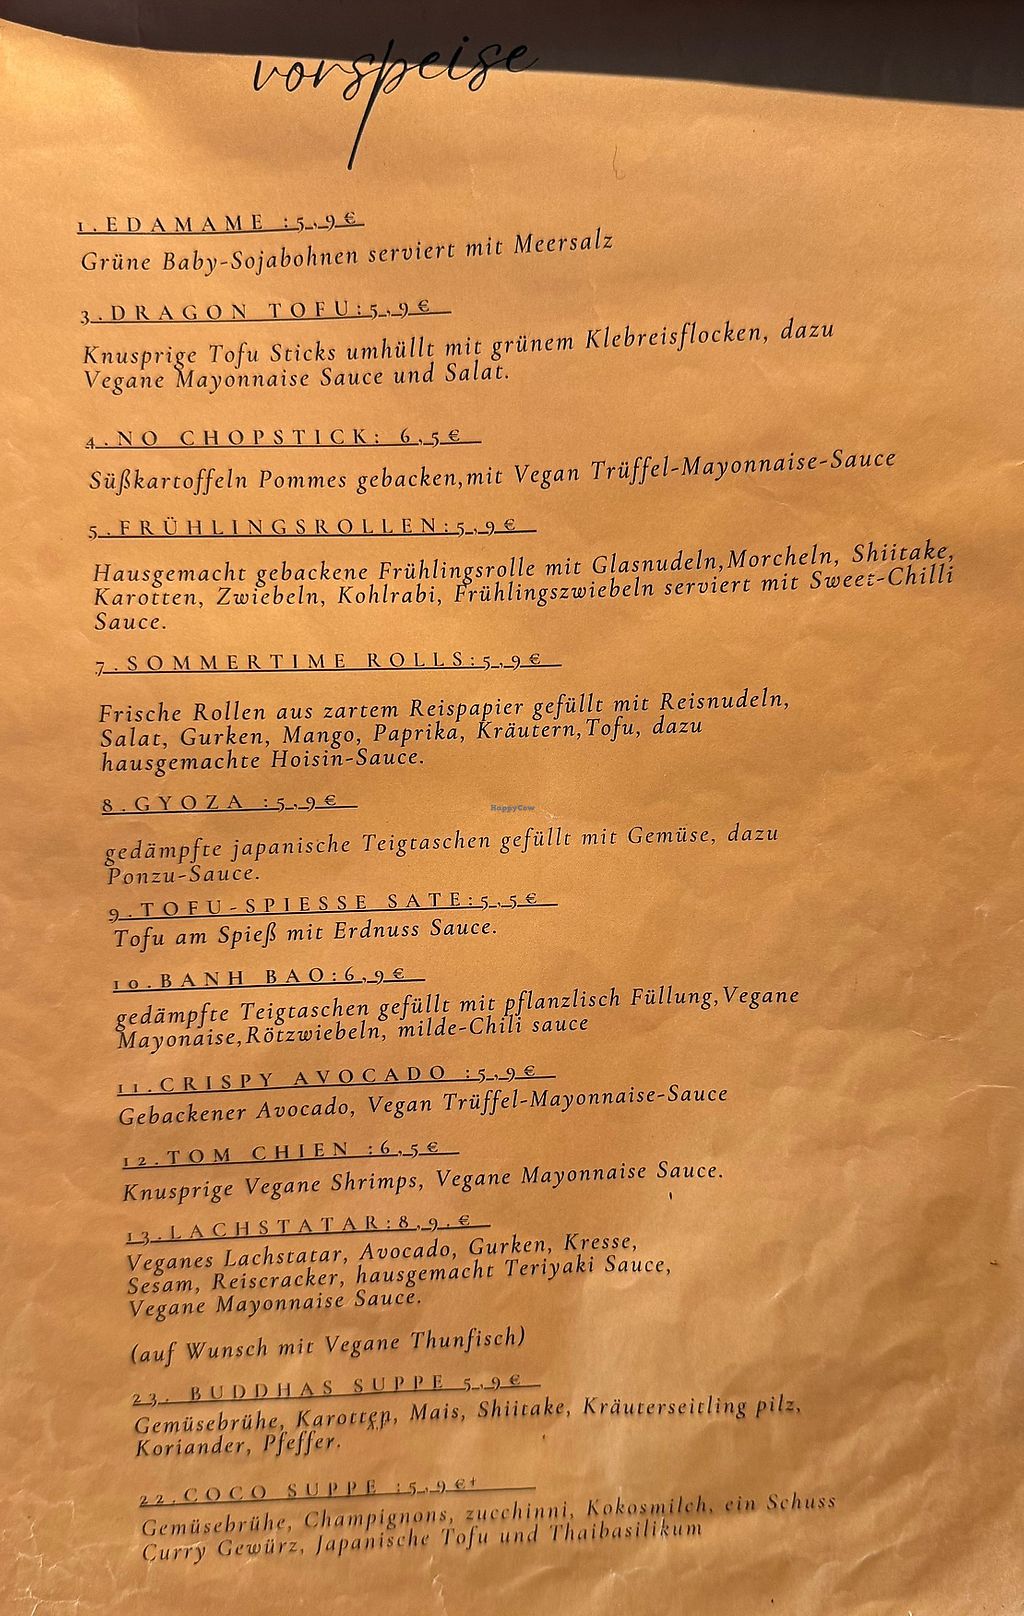 vorspeise
1.EDAMAME :5,9€
Grüne Baby-Sojabohnen serviert mit Meersalz
3.DRAGON TOFU:5,9€
Knusprige Tofu Sticks umhüllt mit grünem Klebreisflocken, dazu
Vegane Mayonnaise Sauce und Salat.
4.NO CHOPSTICK: 6,5€
Süßkartoffeln Pommes gebacken,mit Vegan Trüffel-Mayonnaise-Sauce
5.FRÜHLINGSROLLEN:5,9€
Hausgemacht gebackene Frühlingsrolle mit Glasnudeln,Morcheln, Shiitake,
Karotten, Zwiebeln, Kohlrabi, Frühlingszwiebeln serviert mit Sweet-Chilli
Sauce.
7.SOMMERTIME ROLLS:5,9€
Frische Rollen aus zartem Reispapier gefüllt mit Reisnudeln,
Salat, Gurken, Mango, Paprika, Kräutern,Tofu, dazu
hausgemachte Hoisin-Sauce.
8.GYOZA :5,9€
HappyCow
gedämpfte japanische Teigtaschen gefüllt mit Gemüse, dazu
Ponzu-Sauce.
9.TOFU-SPIESSE SATE:5,5€
Tofu am Spieß mit Erdnuss Sauce.
10.BANH BAO:6,9€
gedämpfte Teigtaschen gefüllt mit pflanzlisch Füllung,Vegane
Mayonaise,Rötzwiebeln, milde-Chili sauce
11.CRISPY AVOCADO :5,9€
Gebackener Avocado, Vegan Trüffel-Mayonnaise-Sauce
12.TOM CHIEN :6,5€
Knusprige Vegane Shrimps, Vegane Mayonnaise Sauce.
13.LACHSTATAR:8,9.€
Veganes Lachstatar, Avocado, Gurken, Kresse,
Sesam, Reiscracker, hausgemacht Teriyaki Sauce,
Vegane Mayonnaise Sauce.
(auf Wunsch mit Vegane Thunfisch)
23. BUDDHAS SUPPE 5,9€
Gemüsebrühe, Karotten, Mais, Shiitake, Kräuterseitling pilz,
Koriander, Pfeffer.
22.COCO SUPPE :5,9€†
Gemüsebrühe, Champignons, zucchinni, Kokosmilch, ein Schuss
Curry Gewürz, Japanische Tofu und Thaibasilikum